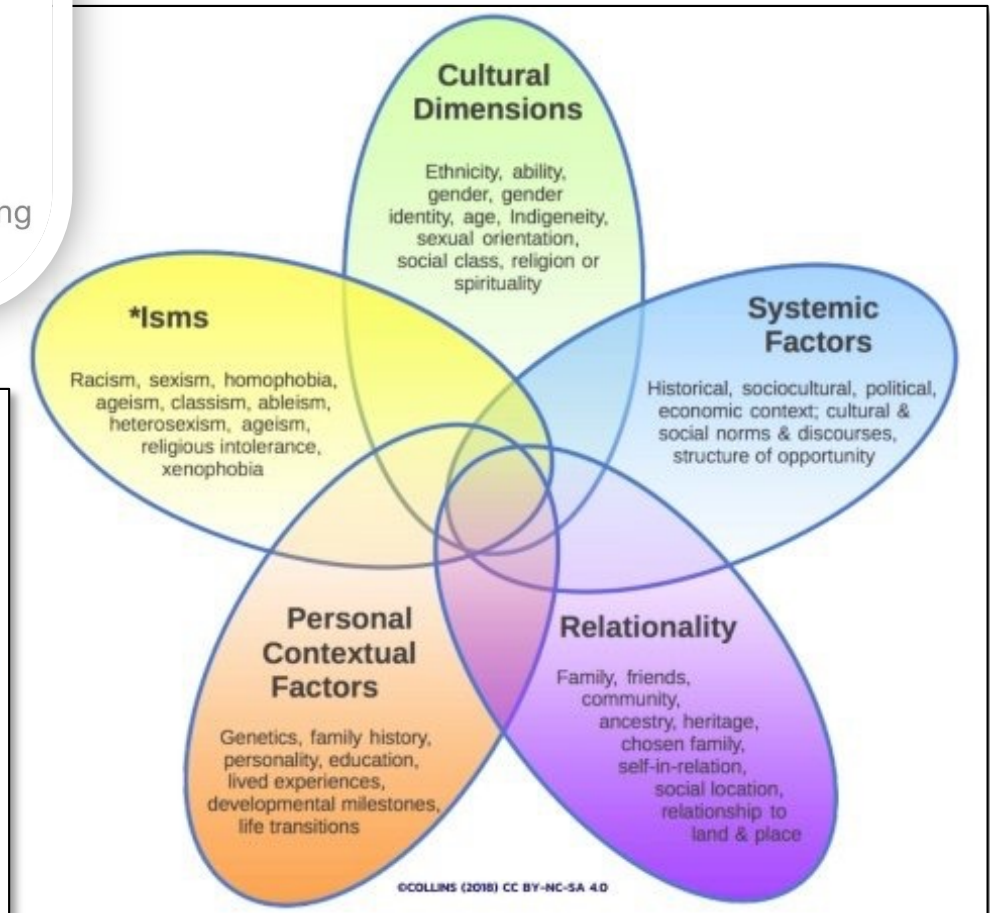 ng
Cultural
Dimensions
Ethnicity, ability,
gender, gender
identity, age, Indigeneity,
sexual orientation,
social class, religion or
spirituality
*Isms
Racism, sexism, homophobia,
ageism, classism, ableism,
heterosexism, ageism,
religious intolerance,
xenophobia
Systemic
Factors
Historical, sociocultural, political,
economic context; cultural &
social norms & discourses,
structure of opportunity
Personal
Contextual
Factors
Genetics, family history,
personality, education,
lived experiences,
developmental milestones,
life transitions
Relationality
Family, friends,
community,
ancestry, heritage,
chosen family,
self-in-relation,
social location,
relationship to
land & place
©COLLINS (2018) CC BY-NC-SA 4.0